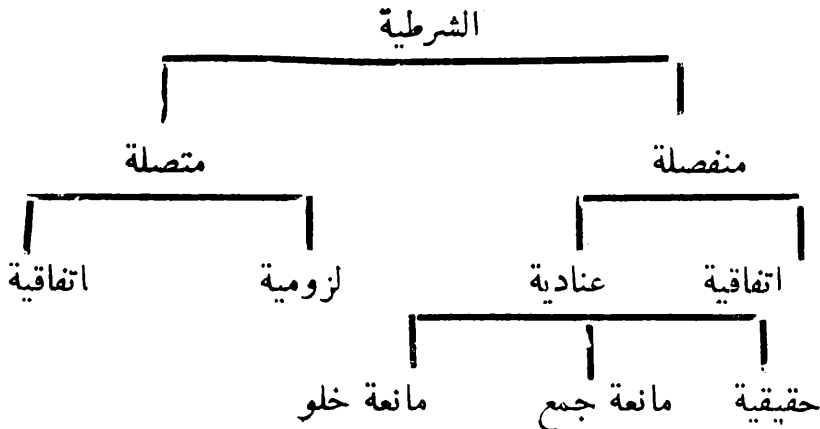 الشرطية
منفصلة متصلة
اتفاقية عنادية لزومية اتفاقية
حقيقية مانعة جمع مانعة خلو